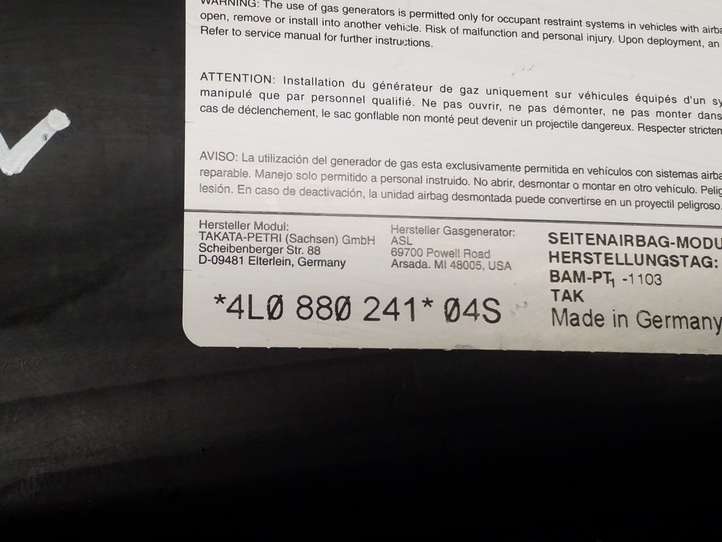 WARNING: The use of gas generators is permitted only for occupant restraint systems in vehicles with airba
open, remove or install into another vehicle. Risk of malfunction and personal injury. Upon deployment, an
Refer to service manual for further instructions.
ATTENTION: Installation du générateur de gaz uniquement sur véhicules équipés d'un sy
manipulé que par personnel qualifié. Ne pas ouvrir, ne pas démonter, ne pas monter dans
cas de déclenchement, le sac gonflable non monté peut devenir un projectile dangereux. Respecter stricten
AVISO: La utilización del generador de gas esta exclusivamente permitida en vehículos con sistemas airba
reparable. Manejo solo permitido a personal instruido. No abrir, desmontar o montar en otro vehículo. Pelig
lesión. En caso de deactivación, la unidad airbag desmontada puede convertirse en un proyectil peligroso.
Hersteller Modul:
TAKATA-PETRI (Sachsen) GmbH
Scheibenberger Str. 88
D-09481 Elterlein, Germany
Hersteller Gasgenerator:
ASL
69700 Powell Road
Arsada. MI 48005, USA
SEITENAIRBAG-MODU
HERSTELLUNGSTAG:
BAM-PT1 -1103
TAK
Made in Germany
*4L0 880 241* 04S